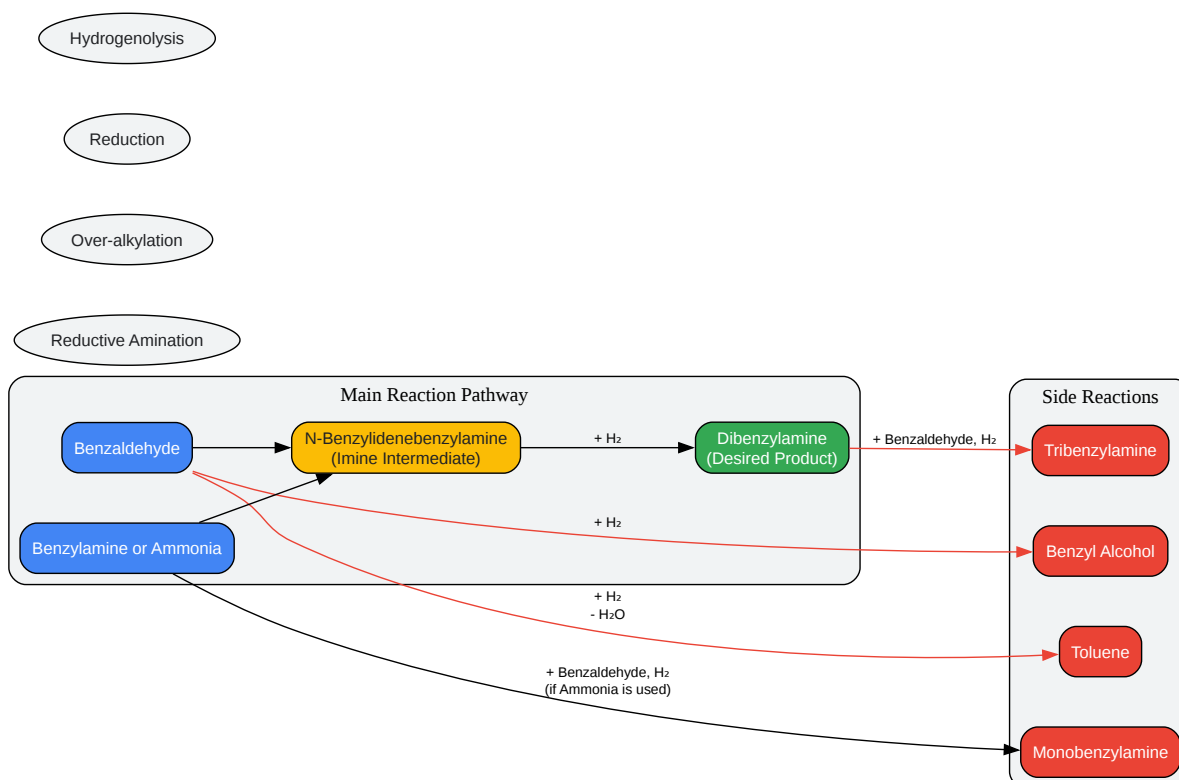 Hydrogenolysis
Reduction
Over-alkylation
Reductive Amination
Main Reaction Pathway
Side Reactions
Benzaldehyde
N-Benzylidenebenzylamine
(Imine Intermediate)
+ H₂
Dibenzylamine
(Desired Product)
+ Benzaldehyde, H₂
Tribenzylamine
+ H₂
Benzylamine or Ammonia
Benzyl Alcohol
+ H₂
- H₂O
Toluene
+ Benzaldehyde, H₂
(if Ammonia is used)
Monobenzylamine